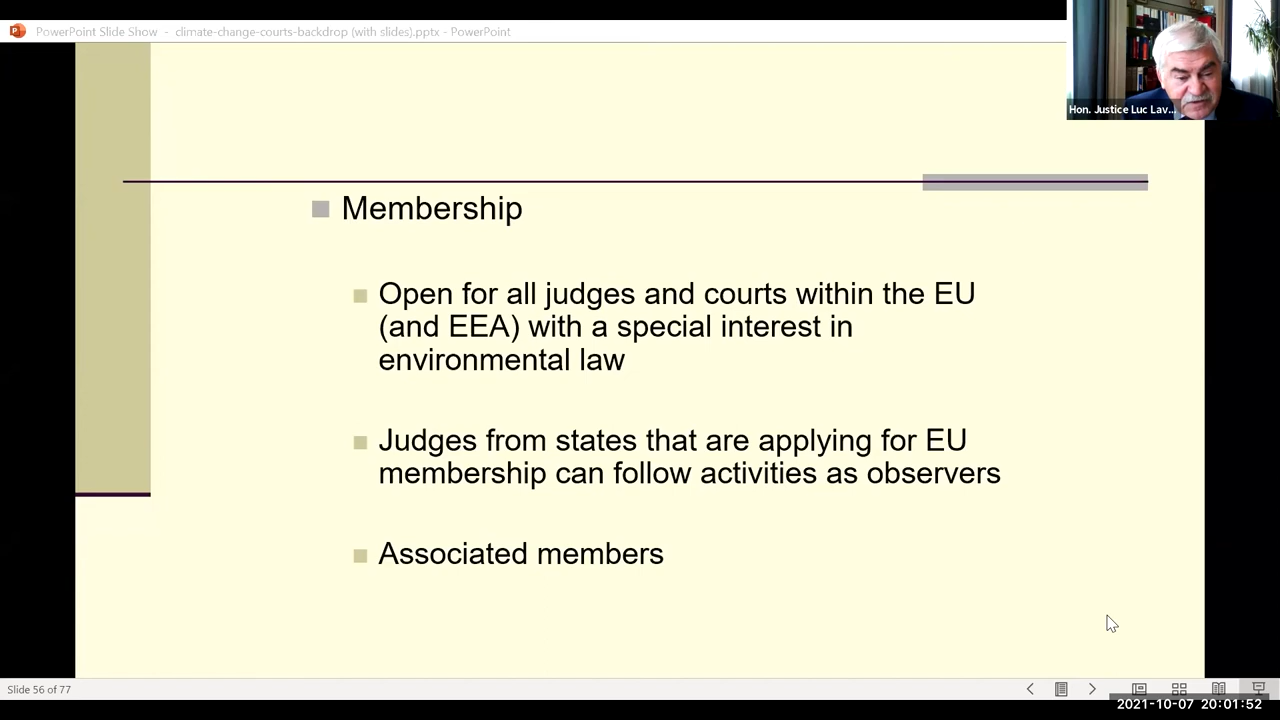 PowerPoint Slide Show - climate-change-courts-backdrop (with slides).pptx - PowerPoint
Hon. Justice Luc Lav...
Membership
Open for all judges and courts within the EU
(and EEA) with a special interest in
environmental law
Judges from states that are applying for EU
membership can follow activities as observers
Associated members
Slide 56 of 77
2021-10-07 20:01:52